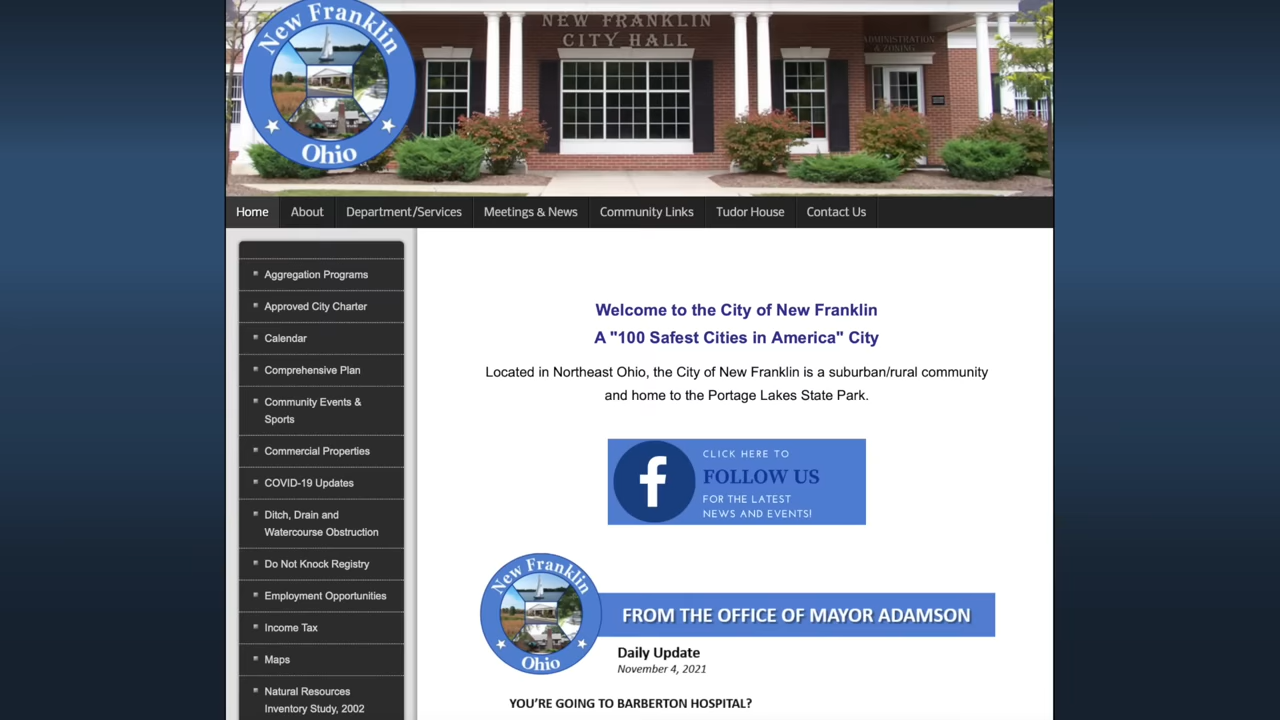 New Franklin
Ohio
NEW FRANKLIN
CITY HALL
ADMINISTRATION
& ZONING
Home
About
Department/Services
Meetings & News
Community Links
Tudor House
Contact Us
Aggregation Programs
Approved City Charter
Calendar
Comprehensive Plan
Community Events &
Sports
Commercial Properties
COVID-19 Updates
Ditch, Drain and
Watercourse Obstruction
Do Not Knock Registry
Employment Opportunities
Income Tax
Maps
Natural Resources
Inventory Study, 2002
Welcome to the City of New Franklin
A "100 Safest Cities in America" City
Located in Northeast Ohio, the City of New Franklin is a suburban/rural community
and home to the Portage Lakes State Park.
CLICK HERE TO
FOLLOW US
FOR THE LATEST
NEWS AND EVENTS!
New Franklin
Ohio
FROM THE OFFICE OF MAYOR ADAMSON
Daily Update
November 4, 2021
YOU'RE GOING TO BARBERTON HOSPITAL?